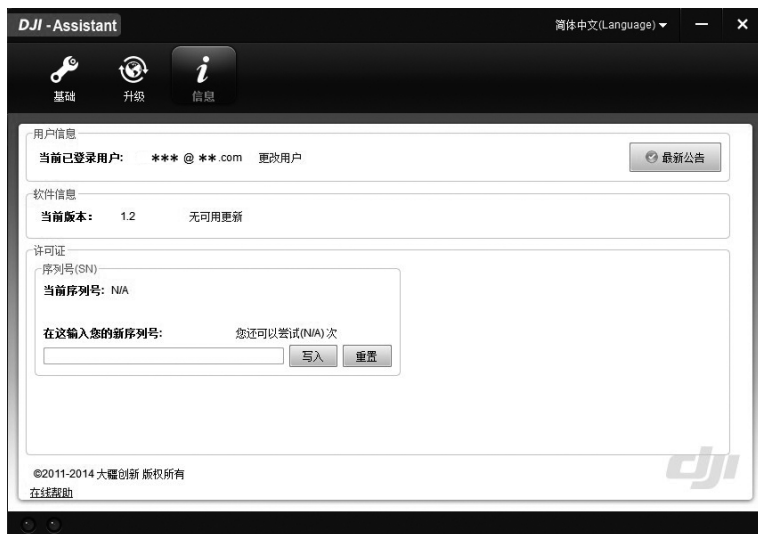 DJI - Assistant
简体中文(Language)
基础
升级
信息
用户信息
当前已登录用户: *** @ **.com 更改用户
最新公告
软件信息
当前版本: 1.2 无可用更新
许可证
序列号(SN)
当前序列号: N/A
在这输入您的新序列号: 您还可以尝试(N/A) 次
写入
重置
©2011-2014 大疆创新 版权所有
dji
在线帮助